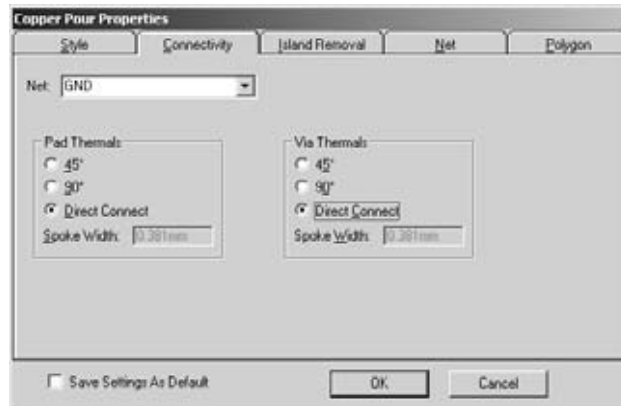 Copper Pour Properties
Style Connectivity Island Removal Net Polygon
Net: GND
Pad Thermals
45°
90°
Direct Connect
Spoke Width: 0.381mm
Via Thermals
45°
90°
Direct Connect
Spoke Width: 0.381mm
Save Settings As Default OK Cancel